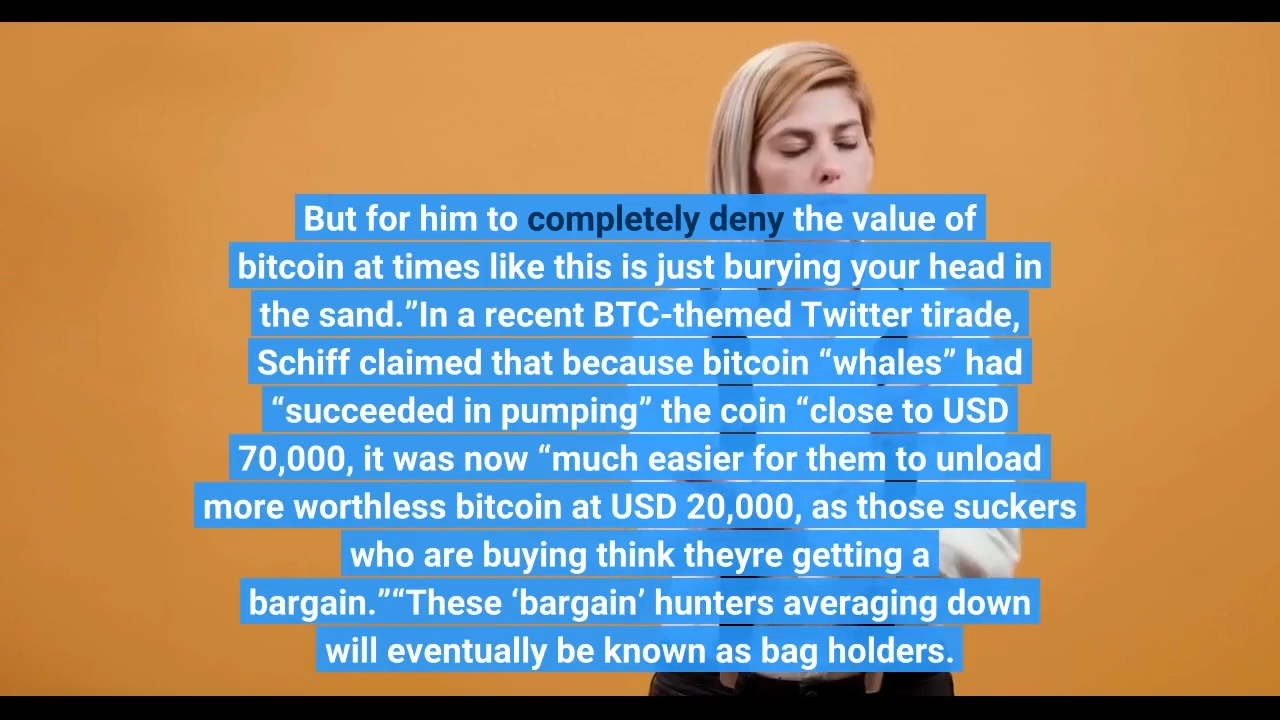 But for him to completely deny the value of
bitcoin at times like this is just burying your head in
the sand.”In a recent BTC-themed Twitter tirade,
Schiff claimed that because bitcoin “whales” had
“succeeded in pumping” the coin “close to USD
70,000, it was now “much easier for them to unload
more worthless bitcoin at USD 20,000, as those suckers
who are buying think theyre getting a
bargain.”“These ‘bargain’ hunters averaging down
will eventually be known as bag holders.